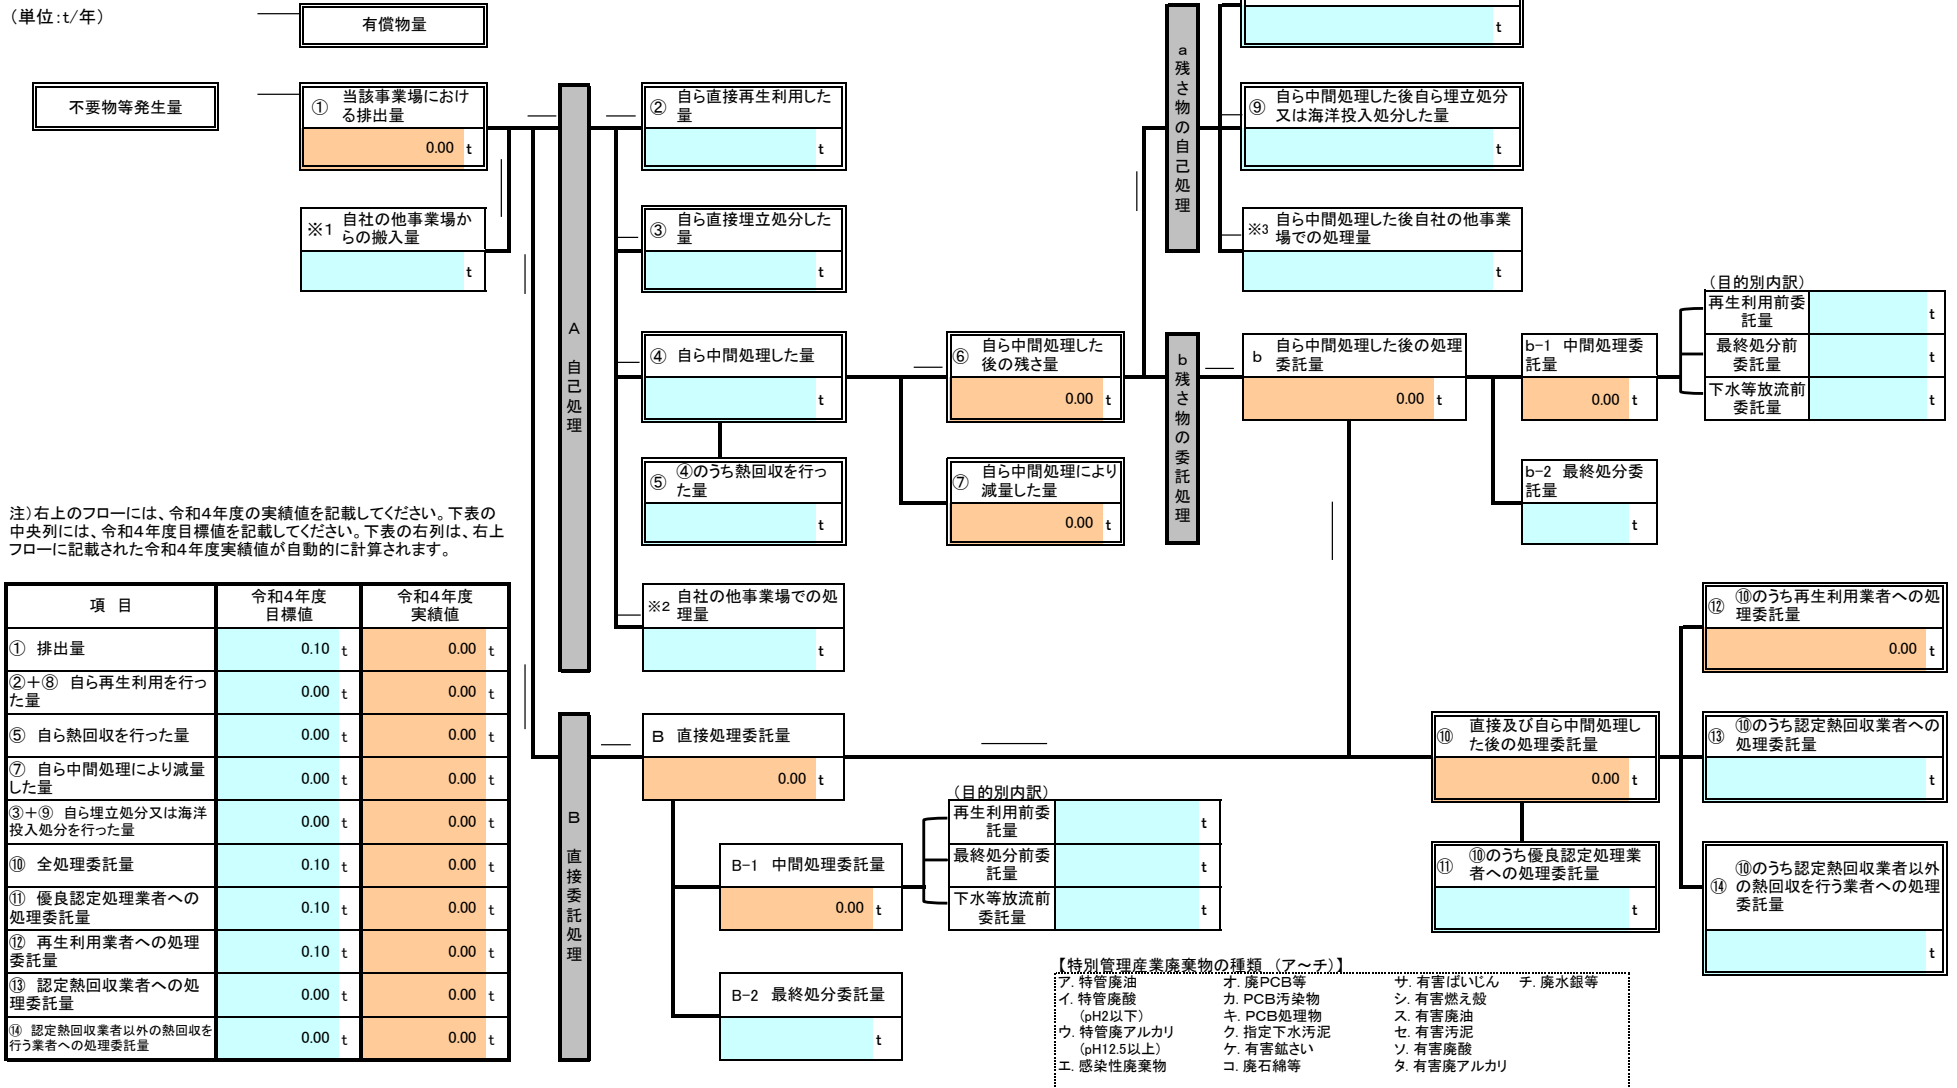 (単位:t/年)
有償物量
t
不要物等発生量
① 当該事業場におけ
る排出量
0.00 t
※1 自社の他事業場か
らの搬入量
t
A 自己処理
② 自ら直接再生利用した
量
t
③ 自ら直接埋立処分した
量
t
④ 自ら中間処理した量
t
⑤ ④のうち熱回収を行っ
た量
t
※2 自社の他事業場での処
理量
t
⑥ 自ら中間処理した
後の残さ量
0.00 t
⑦ 自ら中間処理により
減量した量
0.00 t
a 残さ物の自己処理
⑨ 自ら中間処理した後自ら埋立処分
又は海洋投入処分した量
t
※3 自ら中間処理した後自社の他事業
場での処理量
t
b 残さ物の委託処理
b 自ら中間処理した後の処理
委託量
0.00 t
b-1 中間処理委
託量
0.00 t
b-2 最終処分委
託量
t
(目的別内訳)
再生利用前委
託量
t
最終処分前
委託量
t
下水等放流前
委託量
t
注)右上のフローには、令和4年度の実績値を記載してください。下表の
中央列には、令和4年度目標値を記載してください。下表の右列は、右上
フローに記載された令和4年度実績値が自動的に計算されます。
項 目 令和4年度
目標値 令和4年度
実績値
① 排出量 0.10 t 0.00 t
②+⑧ 自ら再生利用を行っ
た量 0.00 t 0.00 t
⑤ 自ら熱回収を行った量 0.00 t 0.00 t
⑦ 自ら中間処理により減量
した量 0.00 t 0.00 t
③+⑨ 自ら埋立処分又は海洋
投入処分を行った量 0.00 t 0.00 t
⑩ 全処理委託量 0.10 t 0.00 t
⑪ 優良認定処理業者への
処理委託量 0.10 t 0.00 t
⑫ 再生利用業者への処理
委託量 0.10 t 0.00 t
⑬ 認定熱回収業者への処
理委託量 0.00 t 0.00 t
⑭ 認定熱回収業者以外の熱回収を
行う業者への処理委託量 0.00 t 0.00 t
B 直接委託処理
B 直接処理委託量
0.00 t
B-1 中間処理委託量
0.00 t
B-2 最終処分委託量
t
(目的別内訳)
再生利用前委
託量
t
最終処分前委
託量
t
下水等放流前
委託量
t
⑩ 直接及び自ら中間処理し
た後の処理委託量
0.00 t
⑪ ⑩のうち優良認定処理業
者への処理委託量
t
⑫ ⑩のうち再生利用業者への処
理委託量
0.00 t
⑬ ⑩のうち認定熱回収業者への
処理委託量
t
⑭ ⑩のうち認定熱回収業者以外
の熱回収を行う業者への処理
委託量
t
【特別管理産業廃棄物の種類 (ア~チ)】
ア. 特管廃油 オ. 廃PCB等 サ. 有害ばいじん チ. 廃水銀等
イ. 特管廃酸 カ. PCB汚染物 シ. 有害燃え殻
(pH2以下) キ. PCB処理物 ス. 有害廃油
ウ. 特管廃アルカリ ク. 指定下水汚泥 セ. 有害汚泥
(pH12.5以上) ケ. 有害鉱さい ソ. 有害廃酸
エ. 感染性廃棄物 コ. 廃石綿等 タ. 有害廃アルカリ